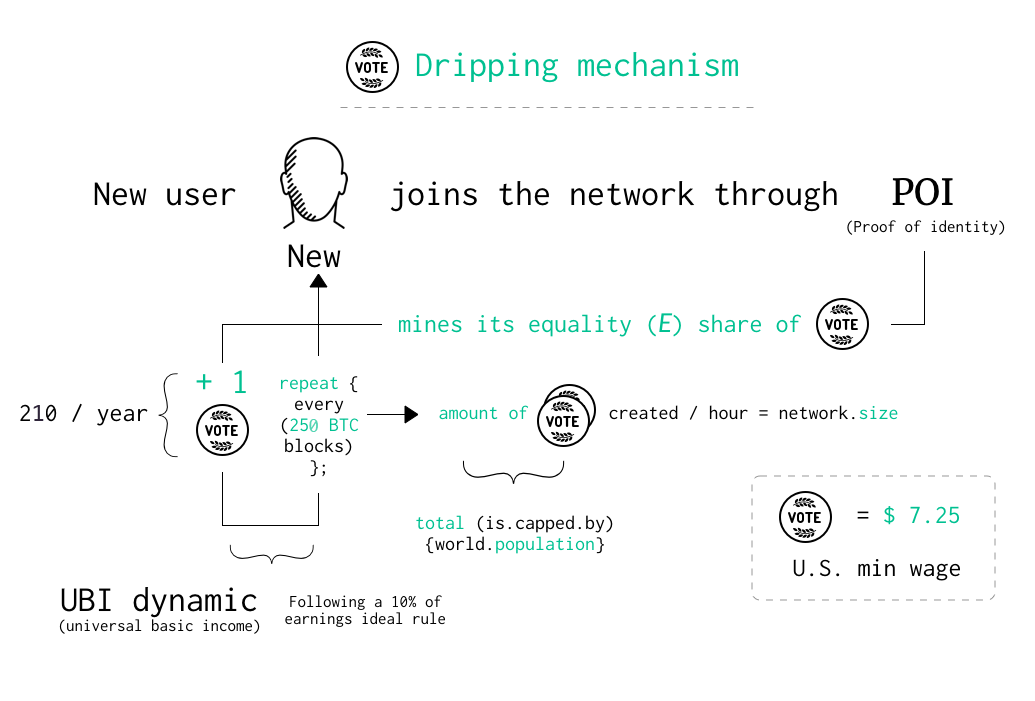 VOTE Dripping mechanism
New user joins the network through POI
(Proof of identity)
New
mines its equality (E) share of VOTE
+ 1
210 / year
VOTE
repeat {
every
(250 BTC
blocks)
};
amount of VOTE created / hour = network.size
total (is.capped.by)
{world.population}
VOTE = $ 7.25
U.S. min wage
UBI dynamic
(universal basic income)
Following a 10% of
earnings ideal rule